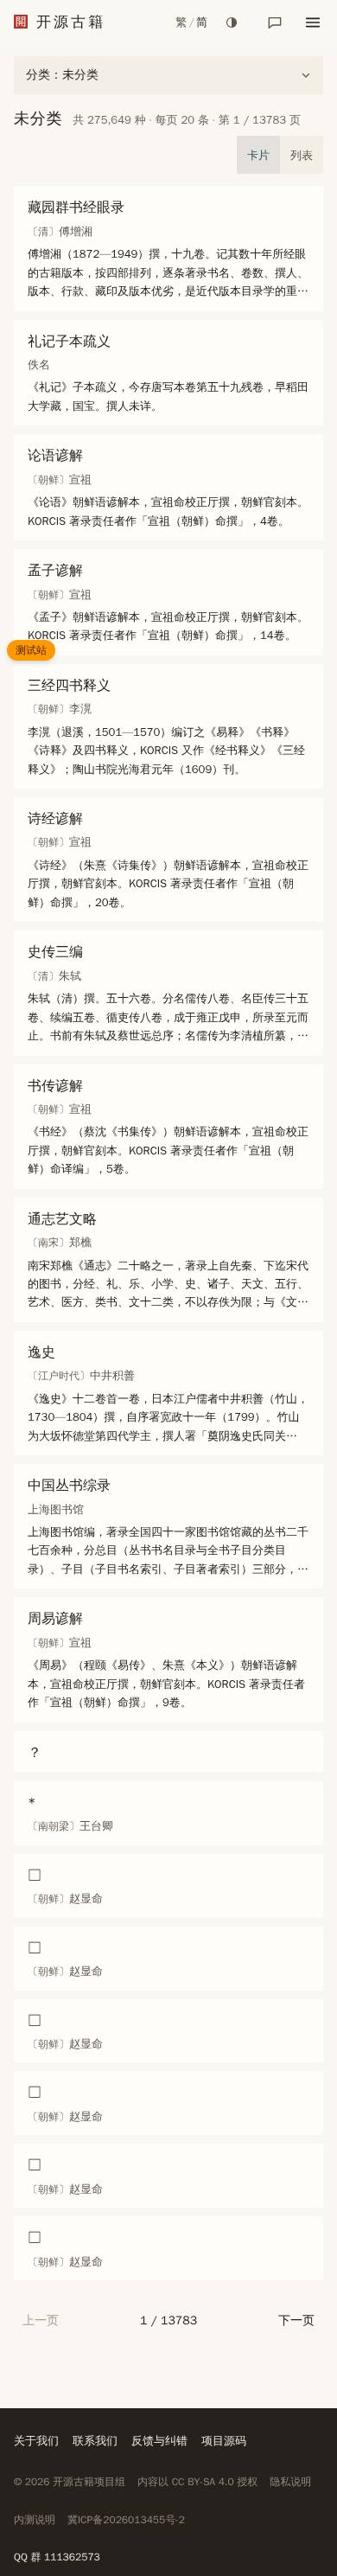 開 开源古籍 繁 / 简
分类：未分类
未分类 共 275,649 种 · 每页 20 条 · 第 1 / 13783 页
卡片 列表
藏园群书经眼录
〔清〕傅增湘
傅增湘（1872—1949）撰，十九卷。记其数十年所经眼
的古籍版本，按四部排列，逐条著录书名、卷数、撰人、
版本、行款、藏印及版本优劣，是近代版本目录学的重…
礼记子本疏义
佚名
《礼记》子本疏义，今存唐写本卷第五十九残卷，早稻田
大学藏，国宝。撰人未详。
论语谚解
〔朝鲜〕宣祖
《论语》朝鲜语谚解本，宣祖命校正厅撰，朝鲜官刻本。
KORCIS 著录责任者作「宣祖（朝鲜）命撰」，4卷。
孟子谚解
〔朝鲜〕宣祖
《孟子》朝鲜语谚解本，宣祖命校正厅撰，朝鲜官刻本。
KORCIS 著录责任者作「宣祖（朝鲜）命撰」，14卷。
测试站
三经四书释义
〔朝鲜〕李滉
李滉（退溪，1501—1570）编订之《易释》《书释》
《诗释》及四书释义，KORCIS 又作《经书释义》《三经
释义》；陶山书院光海君元年（1609）刊。
诗经谚解
〔朝鲜〕宣祖
《诗经》（朱熹《诗集传》）朝鲜语谚解本，宣祖命校正
厅撰，朝鲜官刻本。KORCIS 著录责任者作「宣祖（朝
鲜）命撰」，20卷。
史传三编
〔清〕朱轼
朱轼（清）撰。五十六卷。分名儒传八卷、名臣传三十五
卷、续编五卷、循吏传八卷，成于雍正戊申，所录至元而
止。书前有朱轼及蔡世远总序；名儒传为李清植所纂，…
书传谚解
〔朝鲜〕宣祖
《书经》（蔡沈《书集传》）朝鲜语谚解本，宣祖命校正
厅撰，朝鲜官刻本。KORCIS 著录责任者作「宣祖（朝
鲜）命译编」，5卷。
通志艺文略
〔南宋〕郑樵
南宋郑樵《通志》二十略之一，著录上自先秦、下迄宋代
的图书，分经、礼、乐、小学、史、诸子、天文、五行、
艺术、医方、类书、文十二类，不以存佚为限；与《文…
逸史
〔江户时代〕中井积善
《逸史》十二卷首一卷，日本江户儒者中井积善（竹山，
1730—1804）撰，自序署宽政十一年（1799）。竹山
为大坂怀德堂第四代学主，撰人署「奠阴逸史氏同关…
中国丛书综录
上海图书馆
上海图书馆编，著录全国四十一家图书馆馆藏的丛书二千
七百余种，分总目（丛书书名目录与全书子目分类目
录）、子目（子目书名索引、子目著者索引）三部分，…
周易谚解
〔朝鲜〕宣祖
《周易》（程颐《易传》、朱熹《本义》）朝鲜语谚解
本，宣祖命校正厅撰，朝鲜官刻本。KORCIS 著录责任者
作「宣祖（朝鲜）命撰」，9卷。
？
*
〔南朝梁〕王台卿
□
〔朝鲜〕赵显命
□
〔朝鲜〕赵显命
□
〔朝鲜〕赵显命
□
〔朝鲜〕赵显命
□
〔朝鲜〕赵显命
□
〔朝鲜〕赵显命
上一页 1 / 13783 下一页
关于我们 联系我们 反馈与纠错 项目源码
© 2026 开源古籍项目组 内容以 CC BY-SA 4.0 授权 隐私说明
内测说明 冀ICP备2026013455号-2
QQ 群 111362573